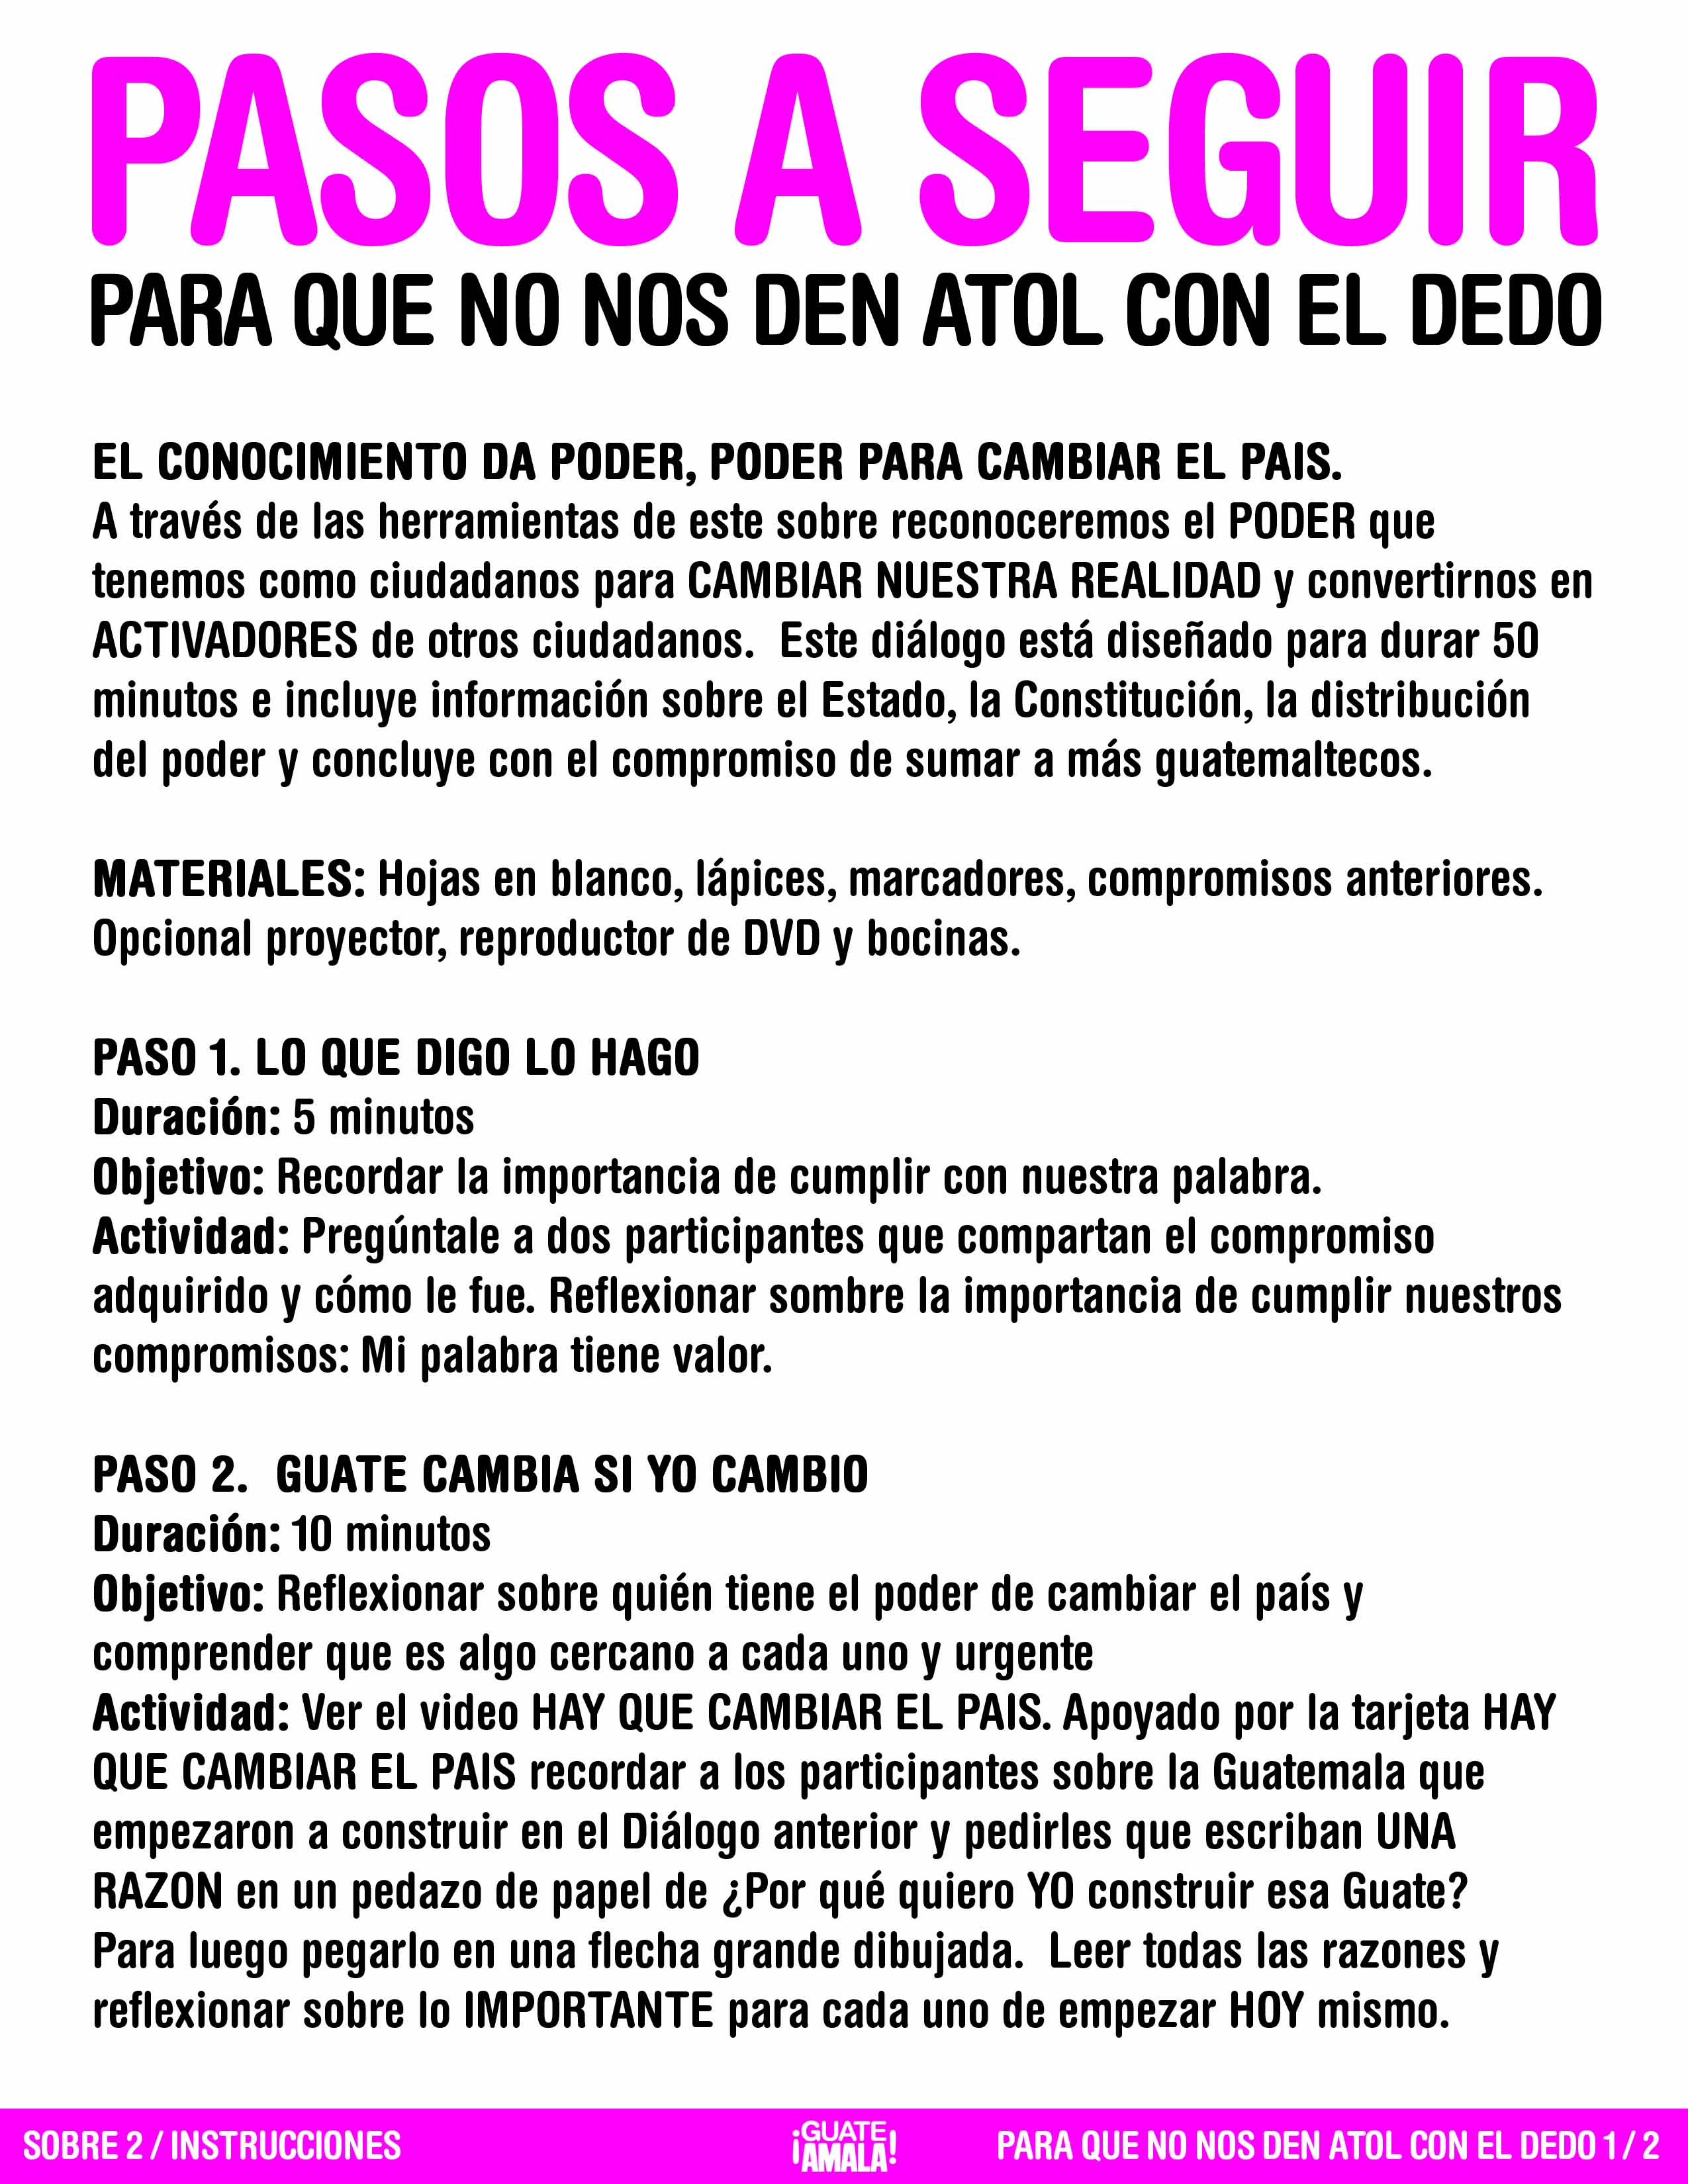 PASOS A SEGUIR
PARA QUE NO NOS DEN ATOL CON EL DEDO
EL CONOCIMIENTO DA PODER, PODER PARA CAMBIAR EL PAIS.
A través de las herramientas de este sobre reconoceremos el PODER que
tenemos como ciudadanos para CAMBIAR NUESTRA REALIDAD y convertirnos en
ACTIVADORES de otros ciudadanos.  Este diálogo está diseñado para durar 50
minutos e incluye información sobre el Estado, la Constitución, la distribución
del poder y concluye con el compromiso de sumar a más guatemaltecos.
MATERIALES: Hojas en blanco, lápices, marcadores, compromisos anteriores.
Opcional proyector, reproductor de DVD y bocinas.
PASO 1. LO QUE DIGO LO HAGO
Duración: 5 minutos
Objetivo: Recordar la importancia de cumplir con nuestra palabra.
Actividad: Pregúntale a dos participantes que compartan el compromiso
adquirido y cómo le fue. Reflexionar sombre la importancia de cumplir nuestros
compromisos: Mi palabra tiene valor.
PASO 2.  GUATE CAMBIA SI YO CAMBIO
Duración: 10 minutos
Objetivo: Reflexionar sobre quién tiene el poder de cambiar el país y
comprender que es algo cercano a cada uno y urgente
Actividad: Ver el video HAY QUE CAMBIAR EL PAIS. Apoyado por la tarjeta HAY
QUE CAMBIAR EL PAIS recordar a los participantes sobre la Guatemala que
empezaron a construir en el Diálogo anterior y pedirles que escriban UNA
RAZON en un pedazo de papel de ¿Por qué quiero YO construir esa Guate?
Para luego pegarlo en una flecha grande dibujada.  Leer todas las razones y
reflexionar sobre lo IMPORTANTE para cada uno de empezar HOY mismo.
SOBRE 2 / INSTRUCCIONES
¡GUATE
AMALA!
PARA QUE NO NOS DEN ATOL CON EL DEDO 1 / 2